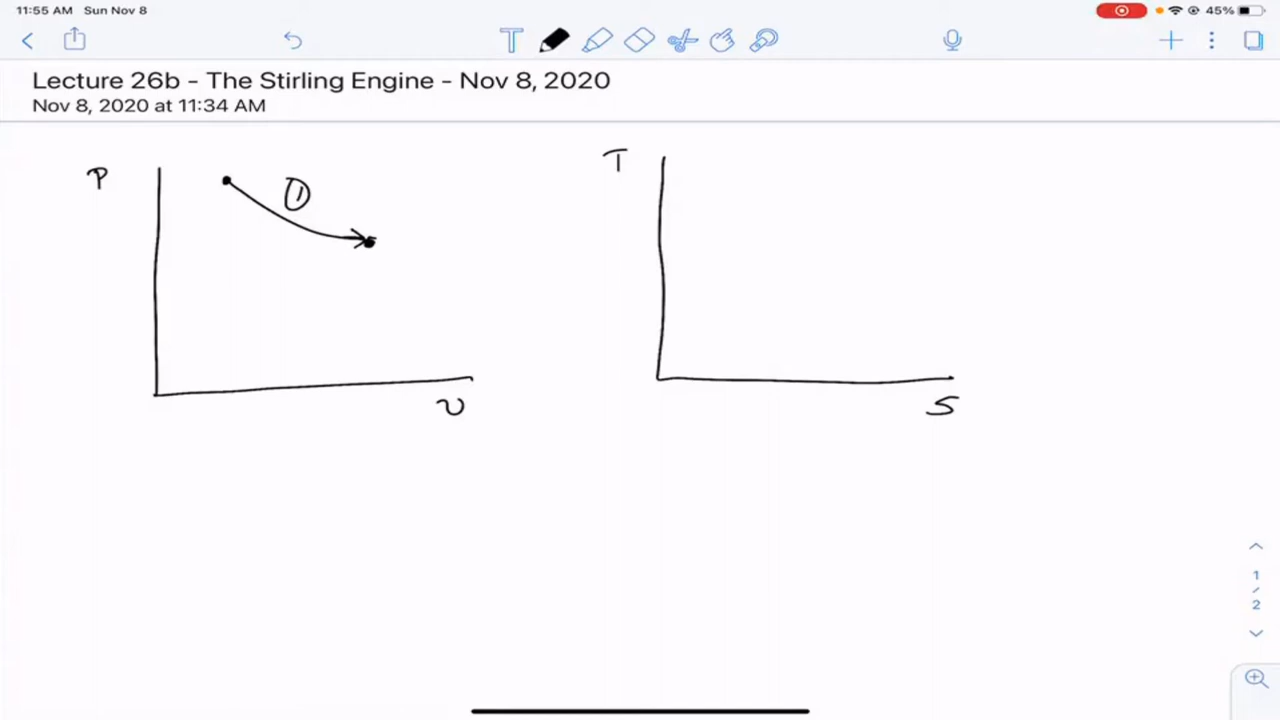 11:55 AM Sun Nov 8
45%
T
Lecture 26b - The Stirling Engine - Nov 8, 2020
Nov 8, 2020 at 11:34 AM
P
①
v
T
S
1
/
2